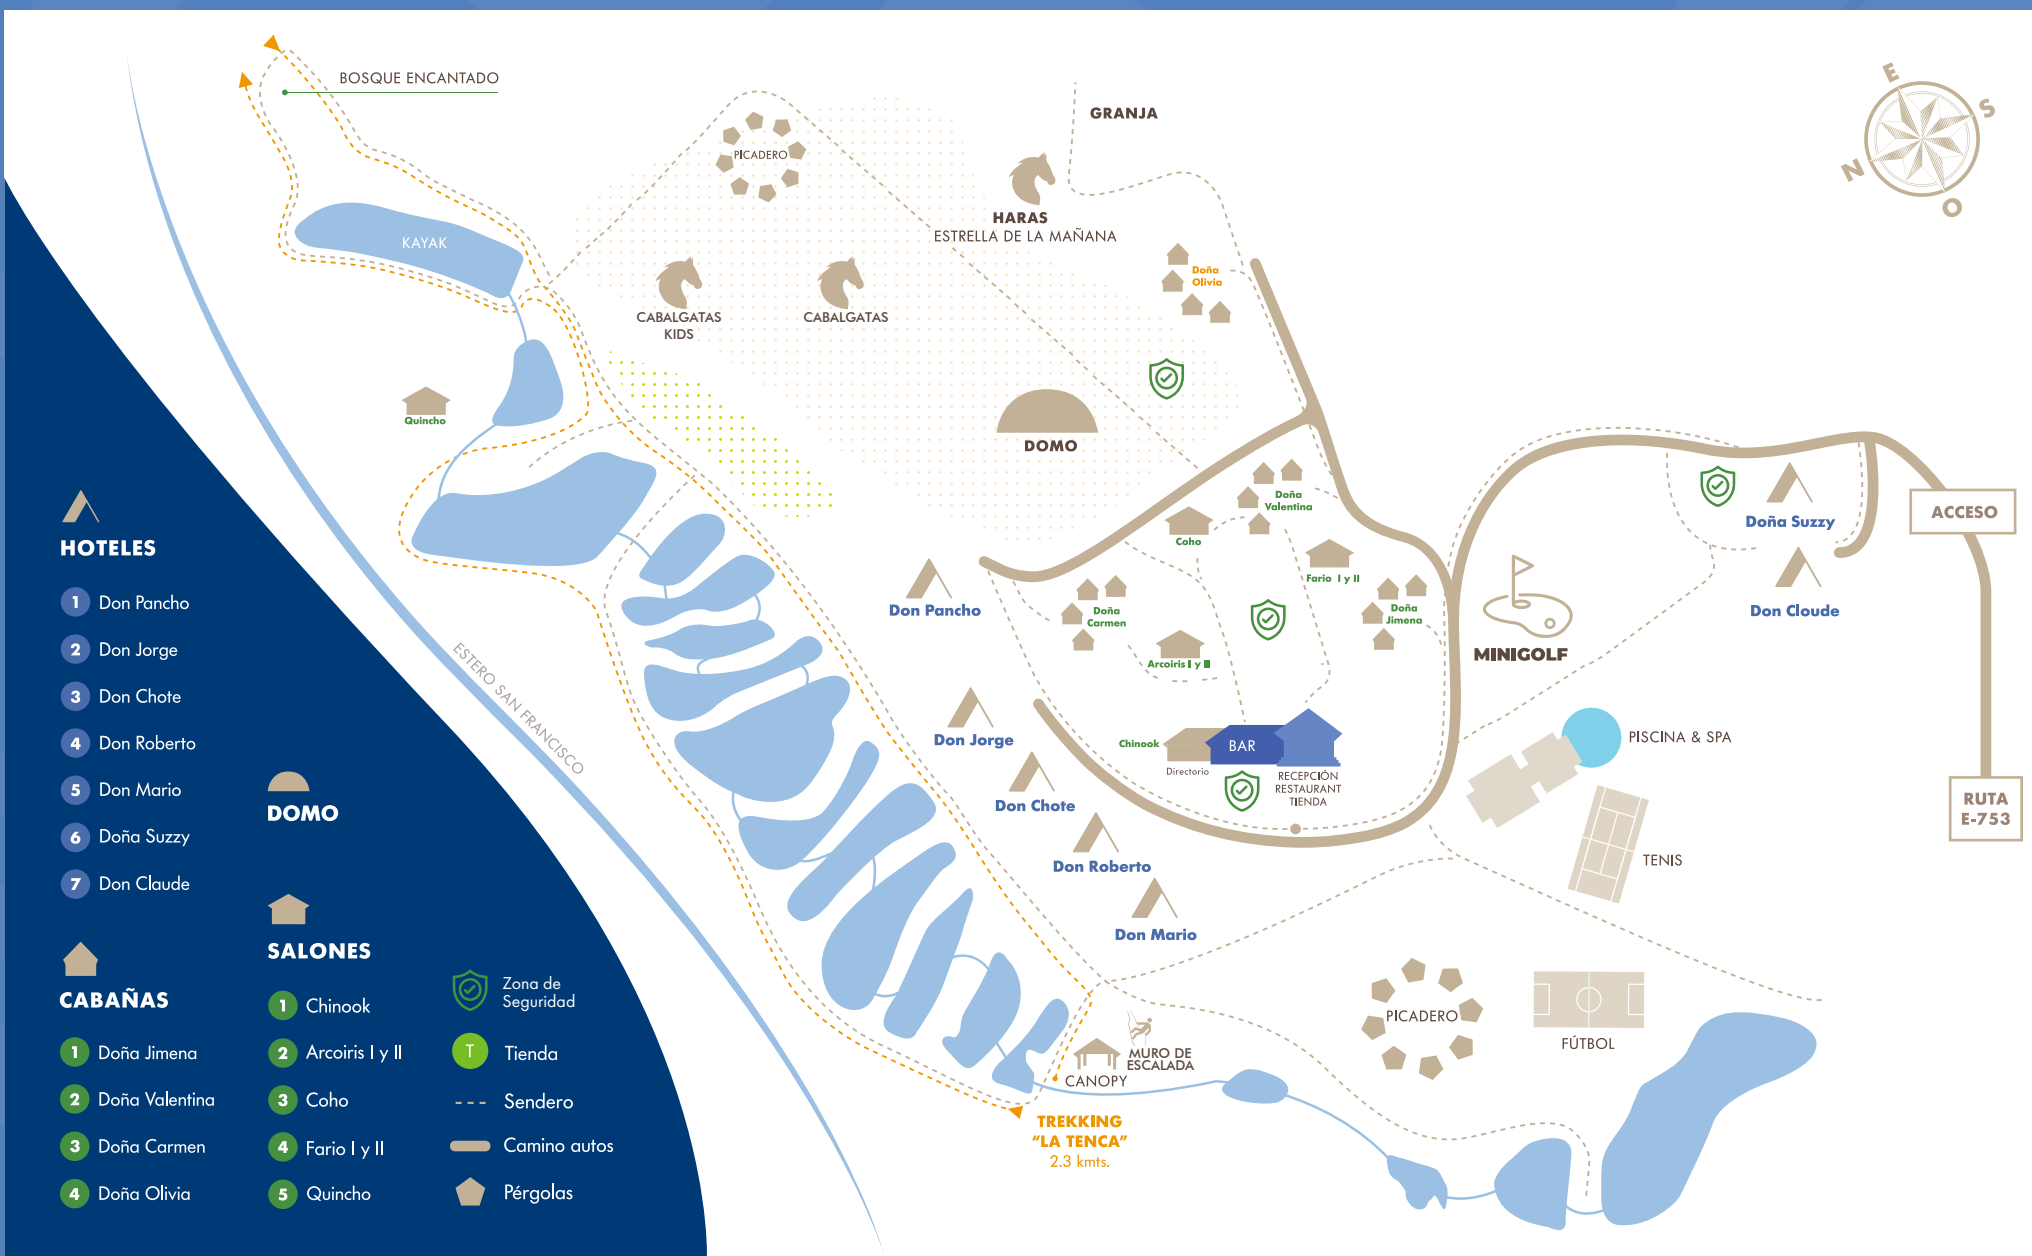 BOSQUE ENCANTADO
E
S
N
O
GRANJA
PICADERO
HARAS
ESTRELLA DE LA MAÑANA
KAYAK
Doña
Olivia
CABALGATAS
KIDS
CABALGATAS
Quincho
DOMO
Doña
Valentina
Coho
Fario I y II
Doña Suzzy
ACCESO
Don Pancho
Doña
Carmen
Doña
Jimena
Don Cloude
Arcoiris I y II
MINIGOLF
ESTERO SAN FRANCISCO
Don Jorge
Chinook
BAR
Directorio
RECEPCIÓN
RESTAURANT
TIENDA
PISCINA & SPA
Don Chote
RUTA
E-753
Don Roberto
TENIS
Don Mario
PICADERO
FÚTBOL
MURO DE
ESCALADA
CANOPY
TREKKING
"LA TENCA"
2.3 kmts.
HOTELES
1 Don Pancho
2 Don Jorge
3 Don Chote
4 Don Roberto
5 Don Mario
6 Doña Suzzy
7 Don Claude
CABAÑAS
1 Doña Jimena
2 Doña Valentina
3 Doña Carmen
4 Doña Olivia
DOMO
SALONES
1 Chinook
2 Arcoiris I y II
3 Coho
4 Fario I y II
5 Quincho
Zona de
Seguridad
T Tienda
Sendero
Camino autos
Pérgolas